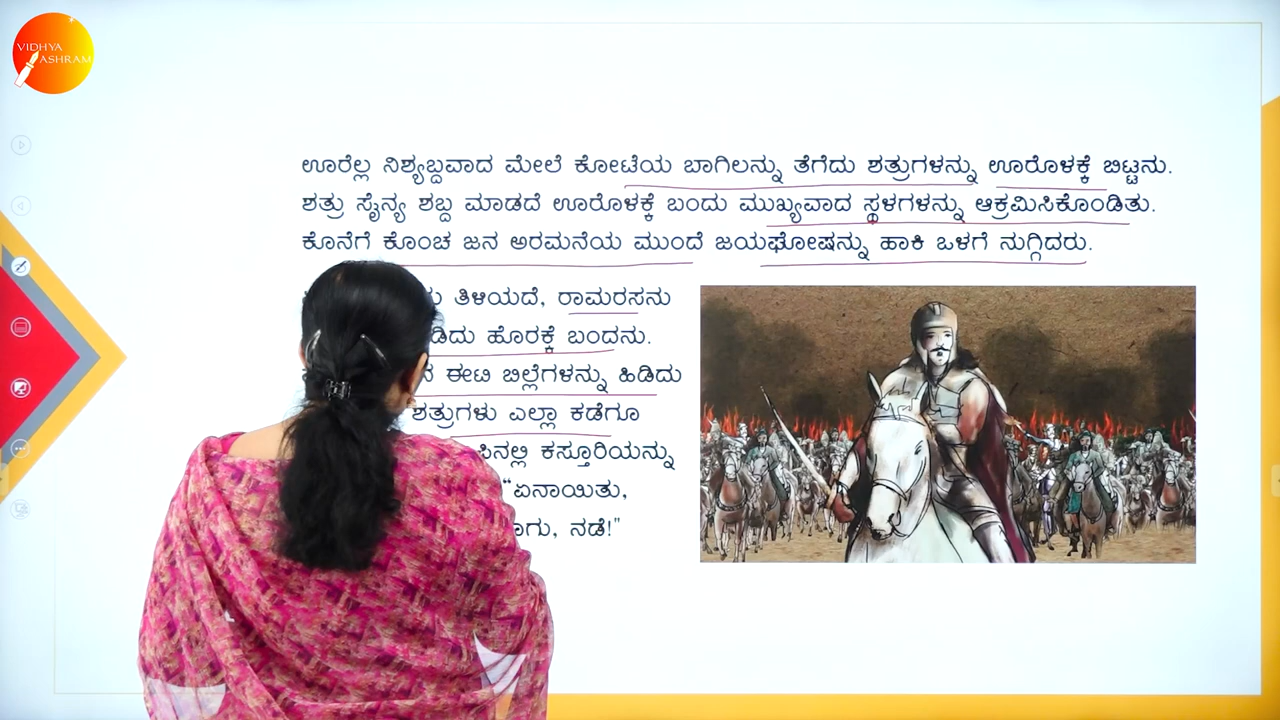 VIDHYA
ASHRAM
ಊರೆಲ್ಲ ನಿಶ್ಯಬ್ದವಾದ ಮೇಲೆ ಕೋಟೆಯ ಬಾಗಿಲನ್ನು ತೆಗೆದು ಶತ್ರುಗಳನ್ನು ಊರೊಳಕ್ಕೆ ಬಿಟ್ಟನು.
ಶತ್ರು ಸೈನ್ಯ ಶಬ್ದ ಮಾಡದೆ ಊರೊಳಕ್ಕೆ ಬಂದು ಮುಖ್ಯವಾದ ಸ್ಥಳಗಳನ್ನು ಆಕ್ರಮಿಸಿಕೊಂಡಿತು.
ಕೊನೆಗೆ ಕೊಂಚ ಜನ ಅರಮನೆಯ ಮುಂದೆ ಜಯಘೋಷನ್ನು ಹಾಕಿ ಒಳಗೆ ನುಗ್ಗಿದರು.
ತಿಳಿಯದೆ, ರಾಮರಸನು
ಹೊರಕ್ಕೆ ಬಂದನು.
ಈಟಿ ಬಿಲ್ಲೆಗಳನ್ನು ಹಿಡಿದು
ಶತ್ರುಗಳು ಎಲ್ಲಾ ಕಡೆಗೂ
ಕಸ್ತೂರಿಯನ್ನು
"ಏನಾಯಿತು,
ನಡೆ!"